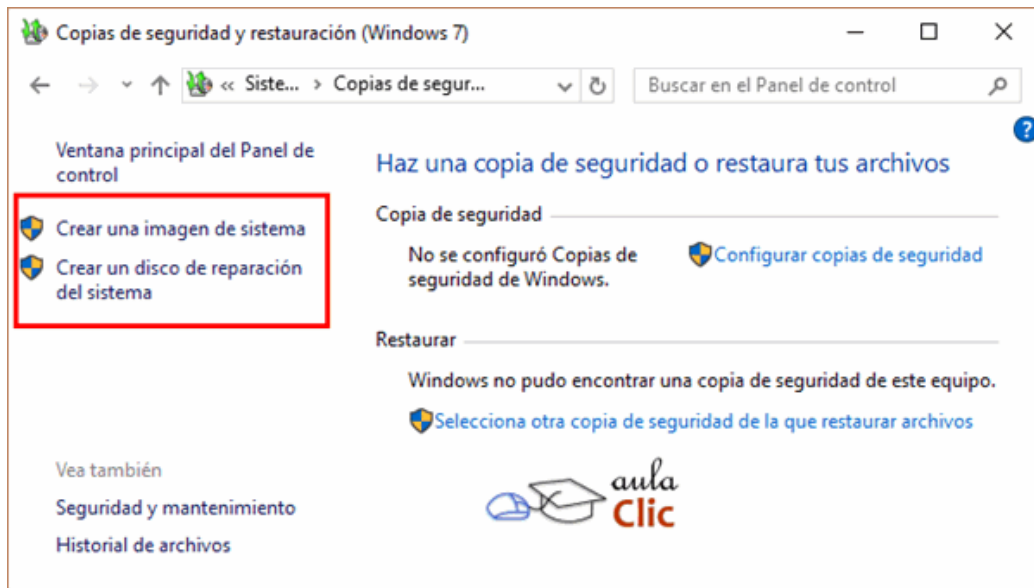 Copias de seguridad y restauración (Windows 7)
« Siste... > Copias de segur...
Buscar en el Panel de control
?
Ventana principal del Panel de
control
Crear una imagen de sistema
Crear un disco de reparación
del sistema
Haz una copia de seguridad o restaura tus archivos
Copia de seguridad
No se configuró Copias de
seguridad de Windows.
Configurar copias de seguridad
Restaurar
Windows no pudo encontrar una copia de seguridad de este equipo.
Selecciona otra copia de seguridad de la que restaurar archivos
Vea también
Seguridad y mantenimiento
Historial de archivos
aula
Clic